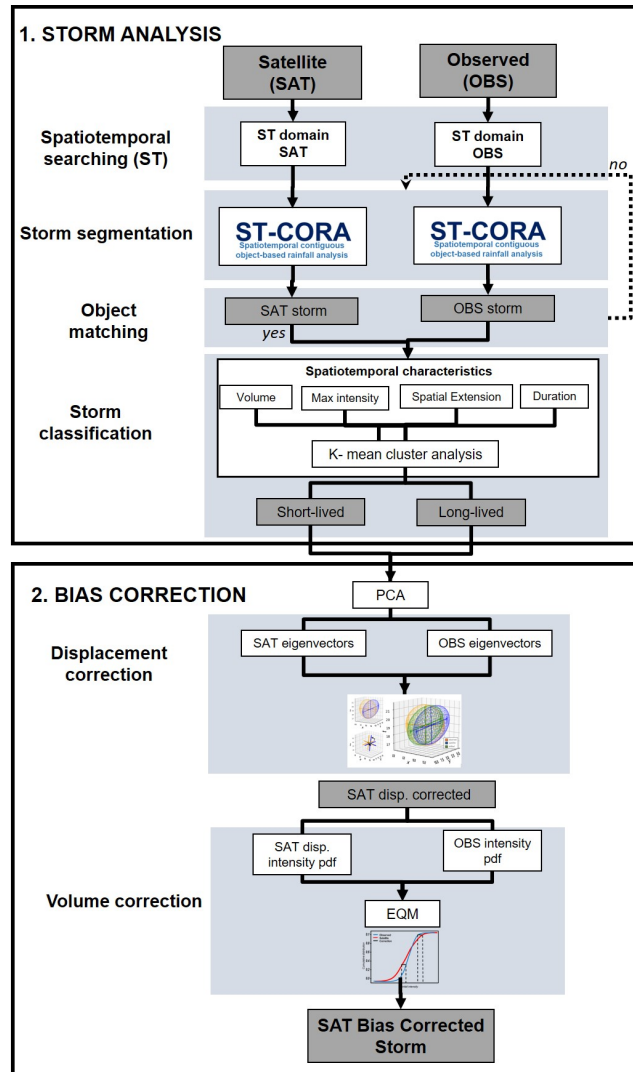 1. STORM ANALYSIS
Satellite
(SAT)
Observed
(OBS)
Spatiotemporal
searching (ST)
ST domain
SAT
ST domain
OBS
no
Storm segmentation
ST-CORA
Spatiotemporal contiguous
object-based rainfall analysis
ST-CORA
Spatiotemporal contiguous
object-based rainfall analysis
Object
matching
SAT storm
OBS storm
yes
Storm
classification
Spatiotemporal characteristics
Volume
Max intensity
Spatial Extension
Duration
K- mean cluster analysis
Short-lived
Long-lived
2. BIAS CORRECTION
PCA
Displacement
correction
SAT eigenvectors
OBS eigenvectors
SAT disp. corrected
Volume correction
SAT disp.
intensity pdf
OBS intensity
pdf
EQM
SAT Bias Corrected
Storm